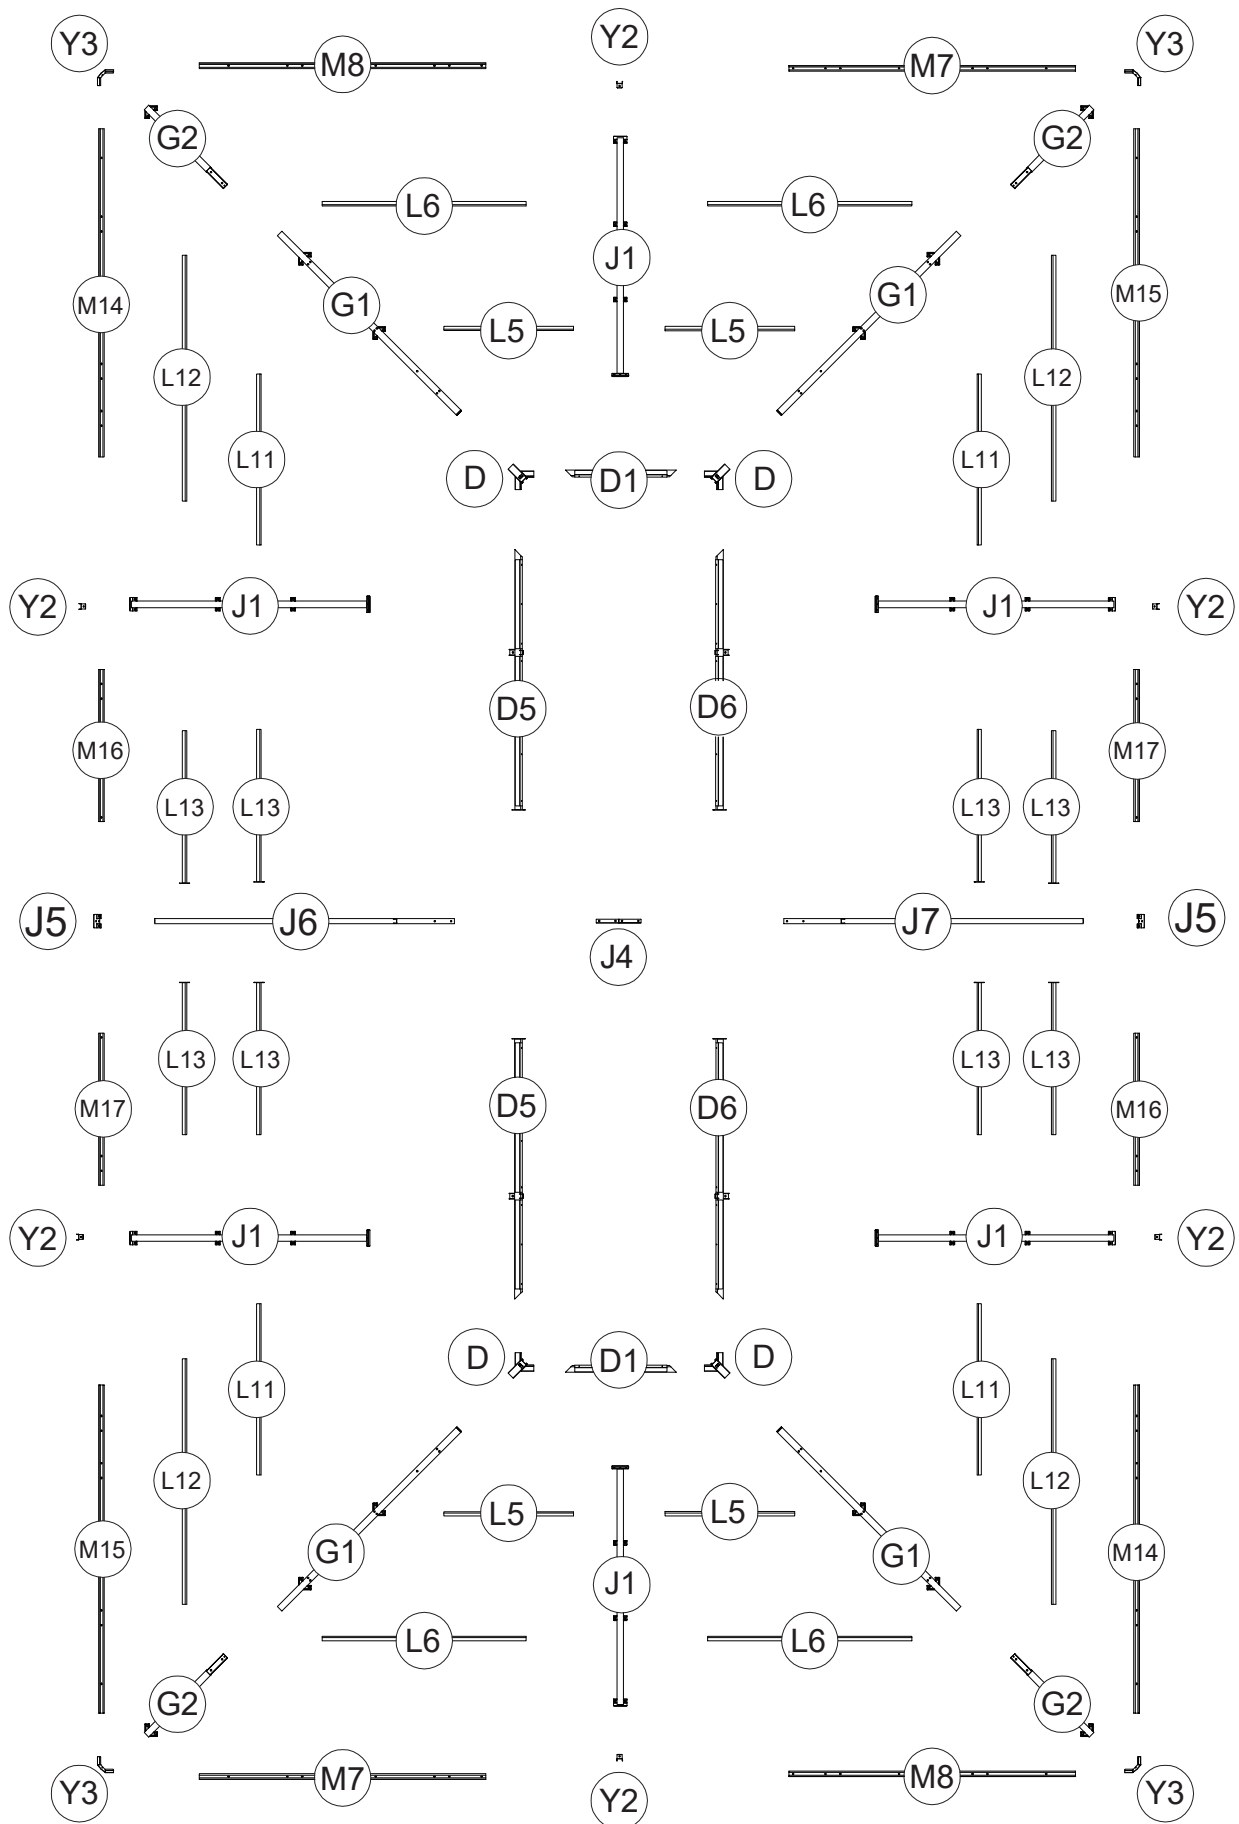 Y3 M8 Y2 M7 Y3
G2 G2
L6 L6
J1
M14 G1 G1 M15
L5 L5
L12 L12
L11 L11
D D1 D
Y2 J1 J1 Y2
D5 D6
M16 M17
L13 L13 L13 L13
J5 J6 J7 J5
J4
L13 L13 L13 L13
M17 D5 D6 M16
Y2 J1 J1 Y2
D D1 D
L11 L11
L12 L12
L5 L5
M15 G1 G1 M14
J1
L6 L6
G2 G2
Y3 M7 M8 Y3
Y2